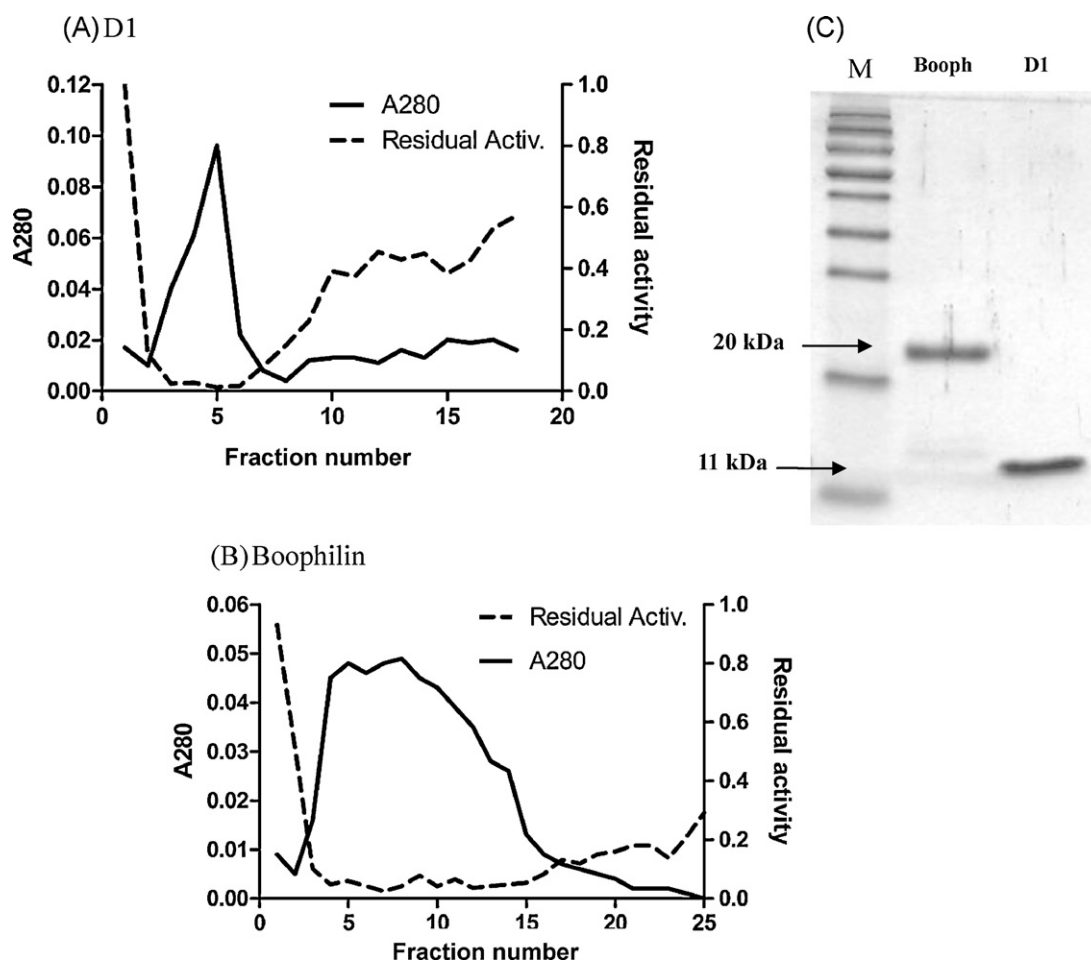 (A) D1
0.12
0.10
0.08
0.06
0.04
0.02
0.00
A280
1.0
0.8
0.6
0.4
0.2
0.0
Residual activity
A280
Residual Activ.
0
5
10
15
20
Fraction number
(C)
M
Booph
D1
20 kDa
11 kDa
(B) Boophilin
0.06
0.05
0.04
0.03
0.02
0.01
0.00
A280
1.0
0.8
0.6
0.4
0.2
0.0
Residual activity
Residual Activ.
A280
0
5
10
15
20
25
Fraction number